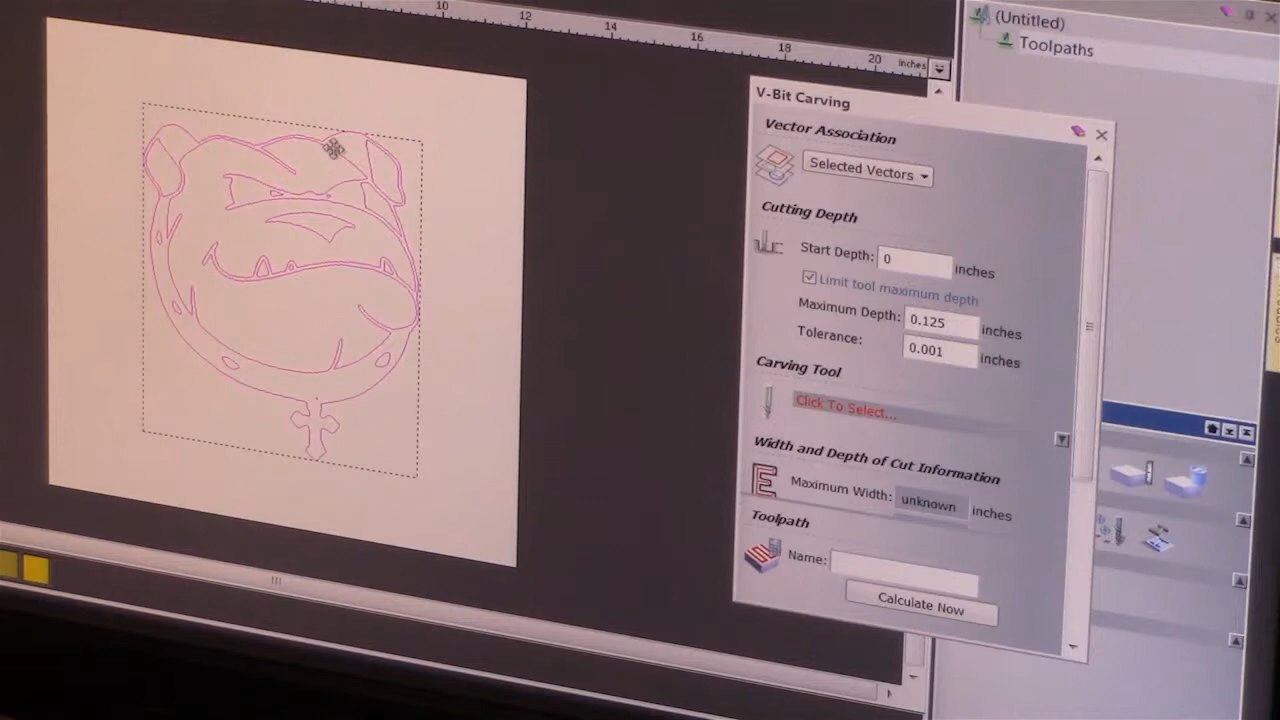 10
12
14
16
18
20
inches
(Untitled)
Toolpaths
V-Bit Carving
Vector Association
Selected Vectors
Cutting Depth
Start Depth: 0 inches
Limit tool maximum depth
Maximum Depth: 0.125 inches
Tolerance: 0.001 inches
Carving Tool
Click To Select...
Width and Depth of Cut Information
Maximum Width: unknown inches
Toolpath
Name:
Calculate Now